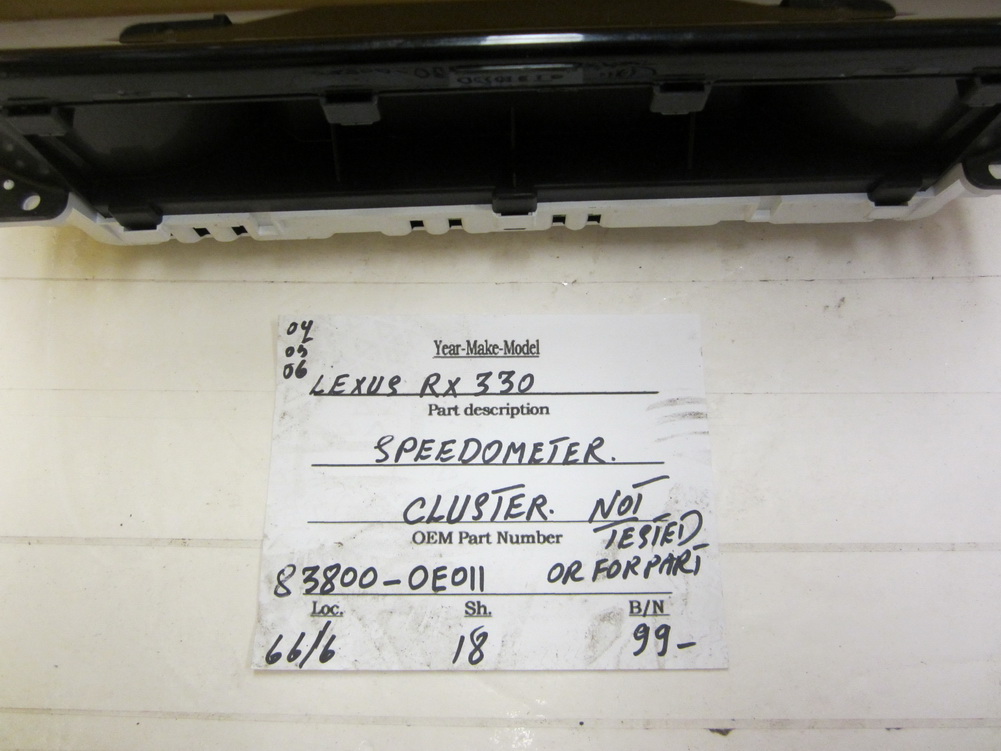 04
05
06
Year-Make-Model
LEXUS RX 330
Part description
SPEEDOMETER.
CLUSTER. NOT
TESTED
OEM Part Number
OR FOR PART
83800-0E011
Loc. Sh. B/N
66/6 18 99-